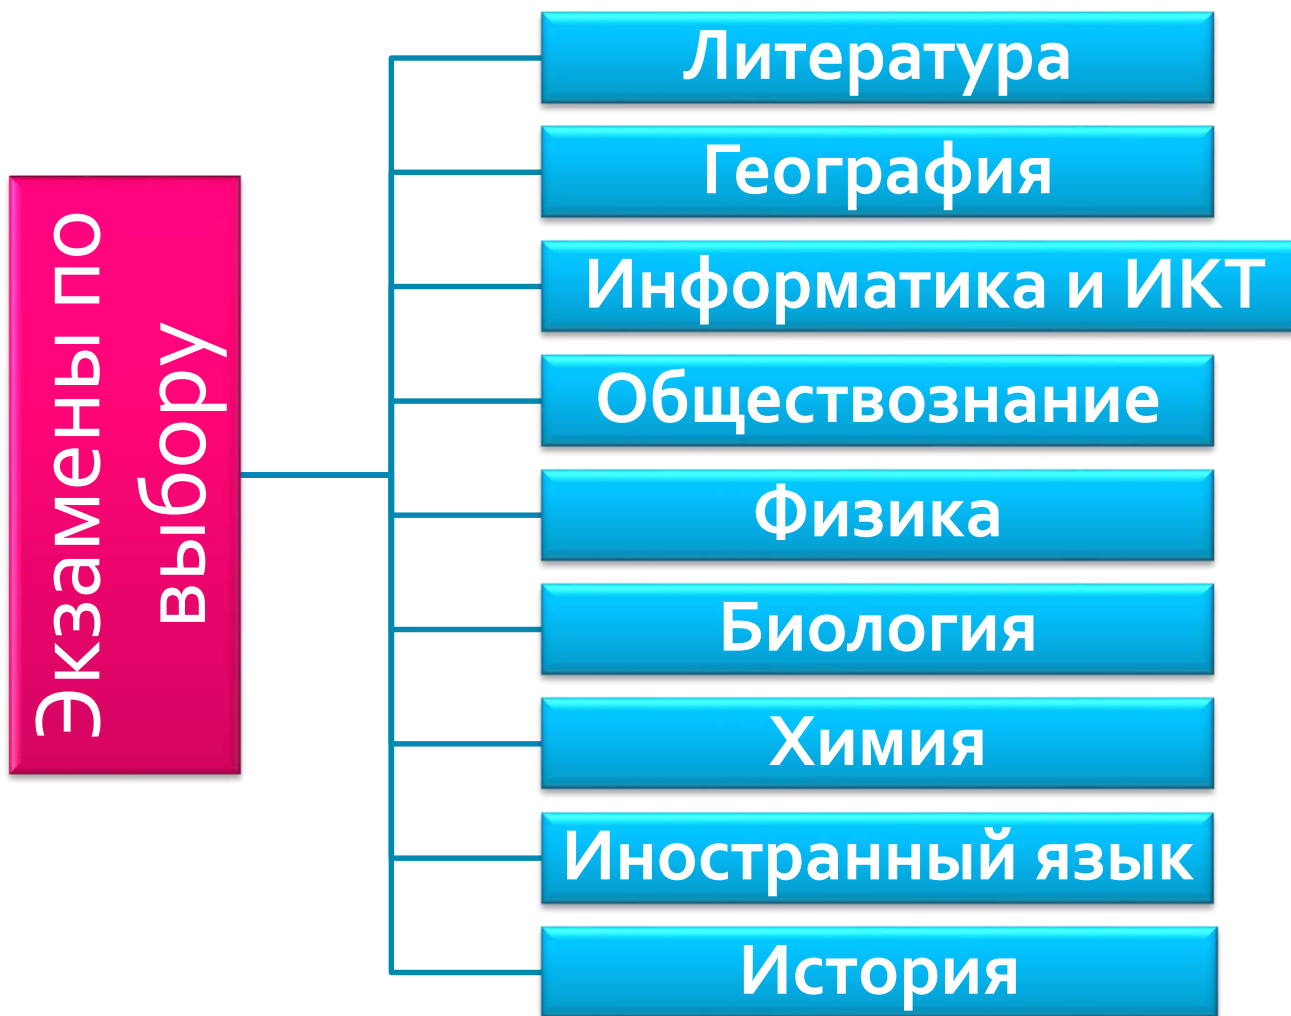 Экзамены по
выбору
Литература
География
Информатика и ИКТ
Обществознание
Физика
Биология
Химия
Иностранный язык
История